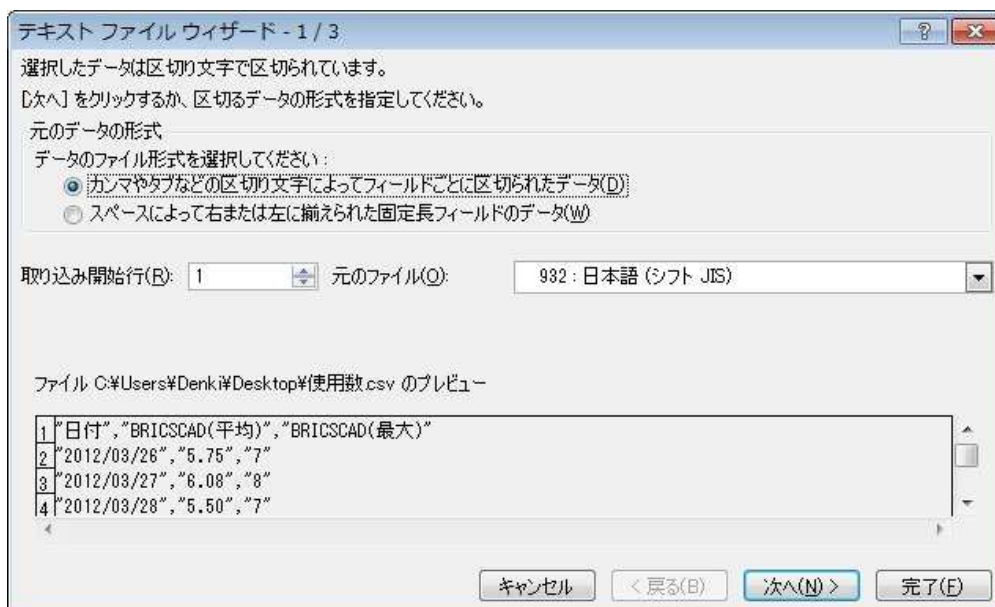 テキスト ファイル ウィザード - 1 / 3
選択したデータは区切り文字で区切られています。
[次へ] をクリックするか、区切るデータの形式を指定してください。
元のデータの形式
データのファイル形式を選択してください:
カンマやタブなどの区切り文字によってフィールドごとに区切られたデータ(D)
スペースによって右または左に揃えられた固定長フィールドのデータ(W)
取り込み開始行(R): 1 元のファイル(O): 932 : 日本語 (シフト JIS)
ファイル C:¥Users¥Denki¥Desktop¥使用数.csv のプレビュー
1 "日付","BRICSCAD(平均)","BRICSCAD(最大)"
2 "2012/03/26","5.75","7"
3 "2012/03/27","6.08","8"
4 "2012/03/28","5.50","7"
キャンセル < 戻る(B) 次へ(N) > 完了(F)